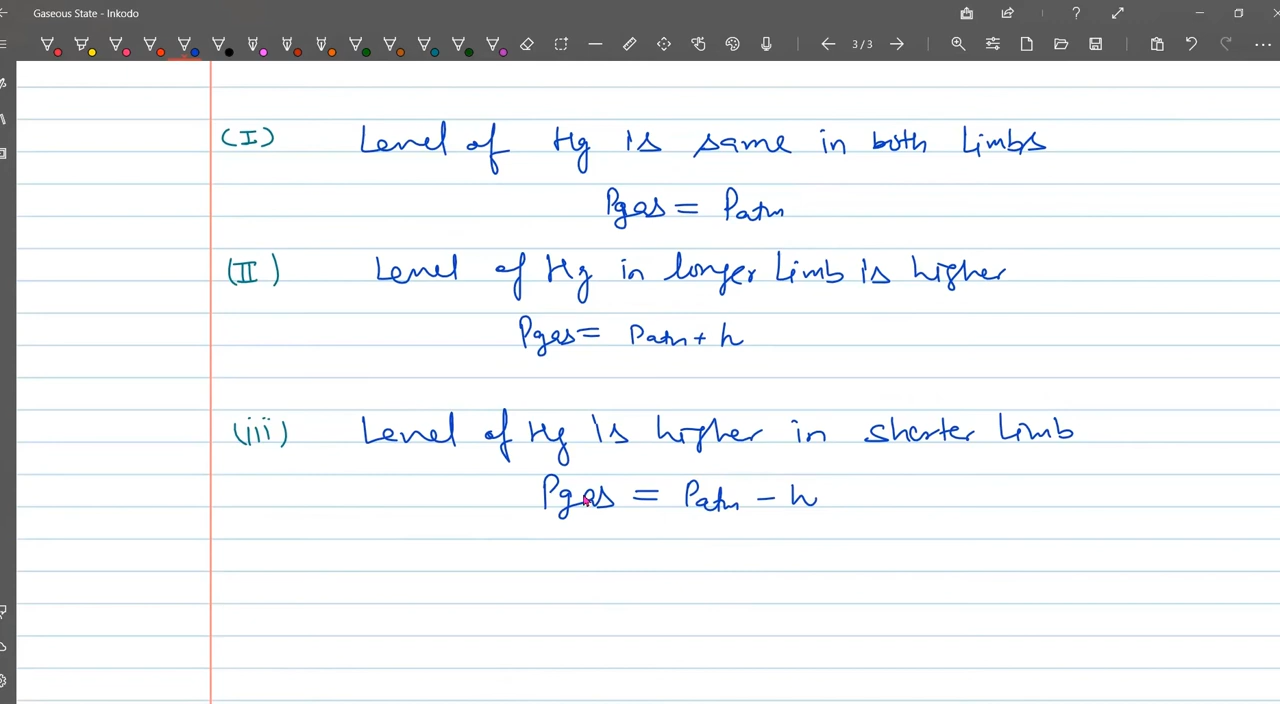 Gaseous State - Inkodo
3/3
(I) Level of Hg is same in both Limbs
Pgas = Patm
(II) Level of Hg in longer Limb is higher
Pgas = Patm + h
(iii) Level of Hg is higher in shorter Limb
Pgas = Patm - h